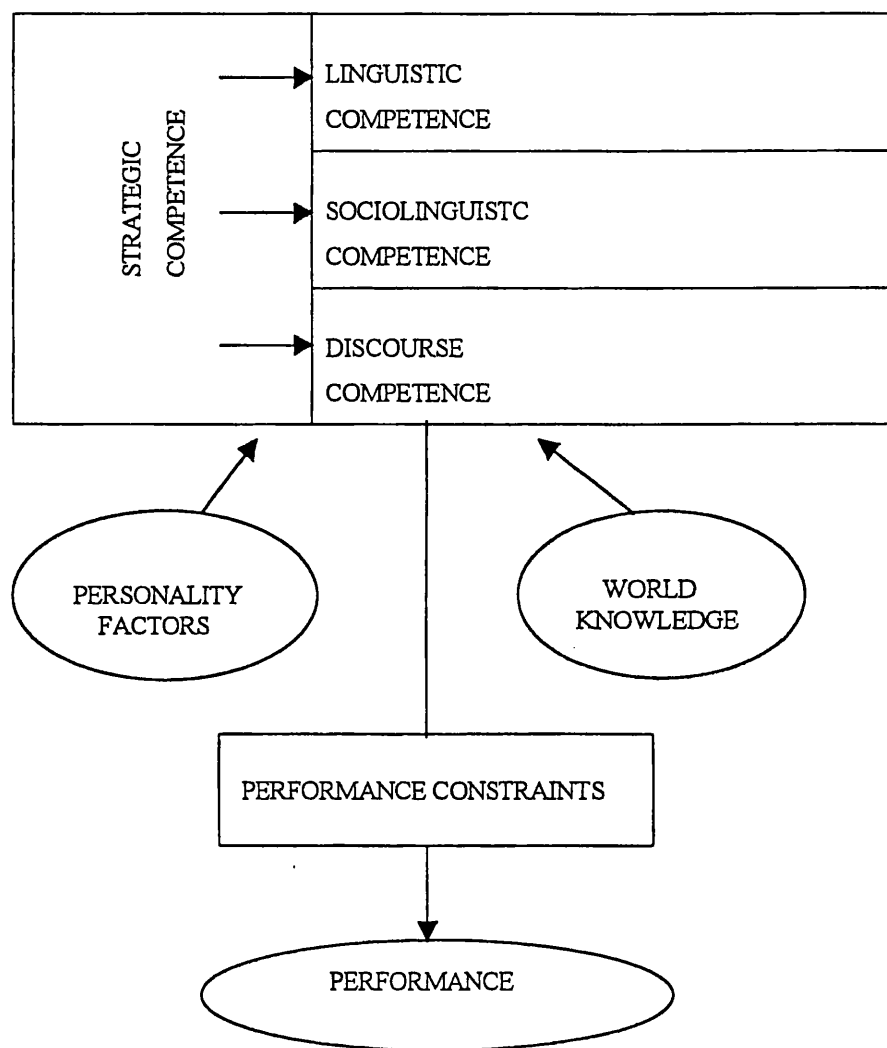 STRATEGIC
COMPETENCE
LINGUISTIC
COMPETENCE
SOCIOLINGUISTC
COMPETENCE
DISCOURSE
COMPETENCE
PERSONALITY
FACTORS
WORLD
KNOWLEDGE
PERFORMANCE CONSTRAINTS
PERFORMANCE